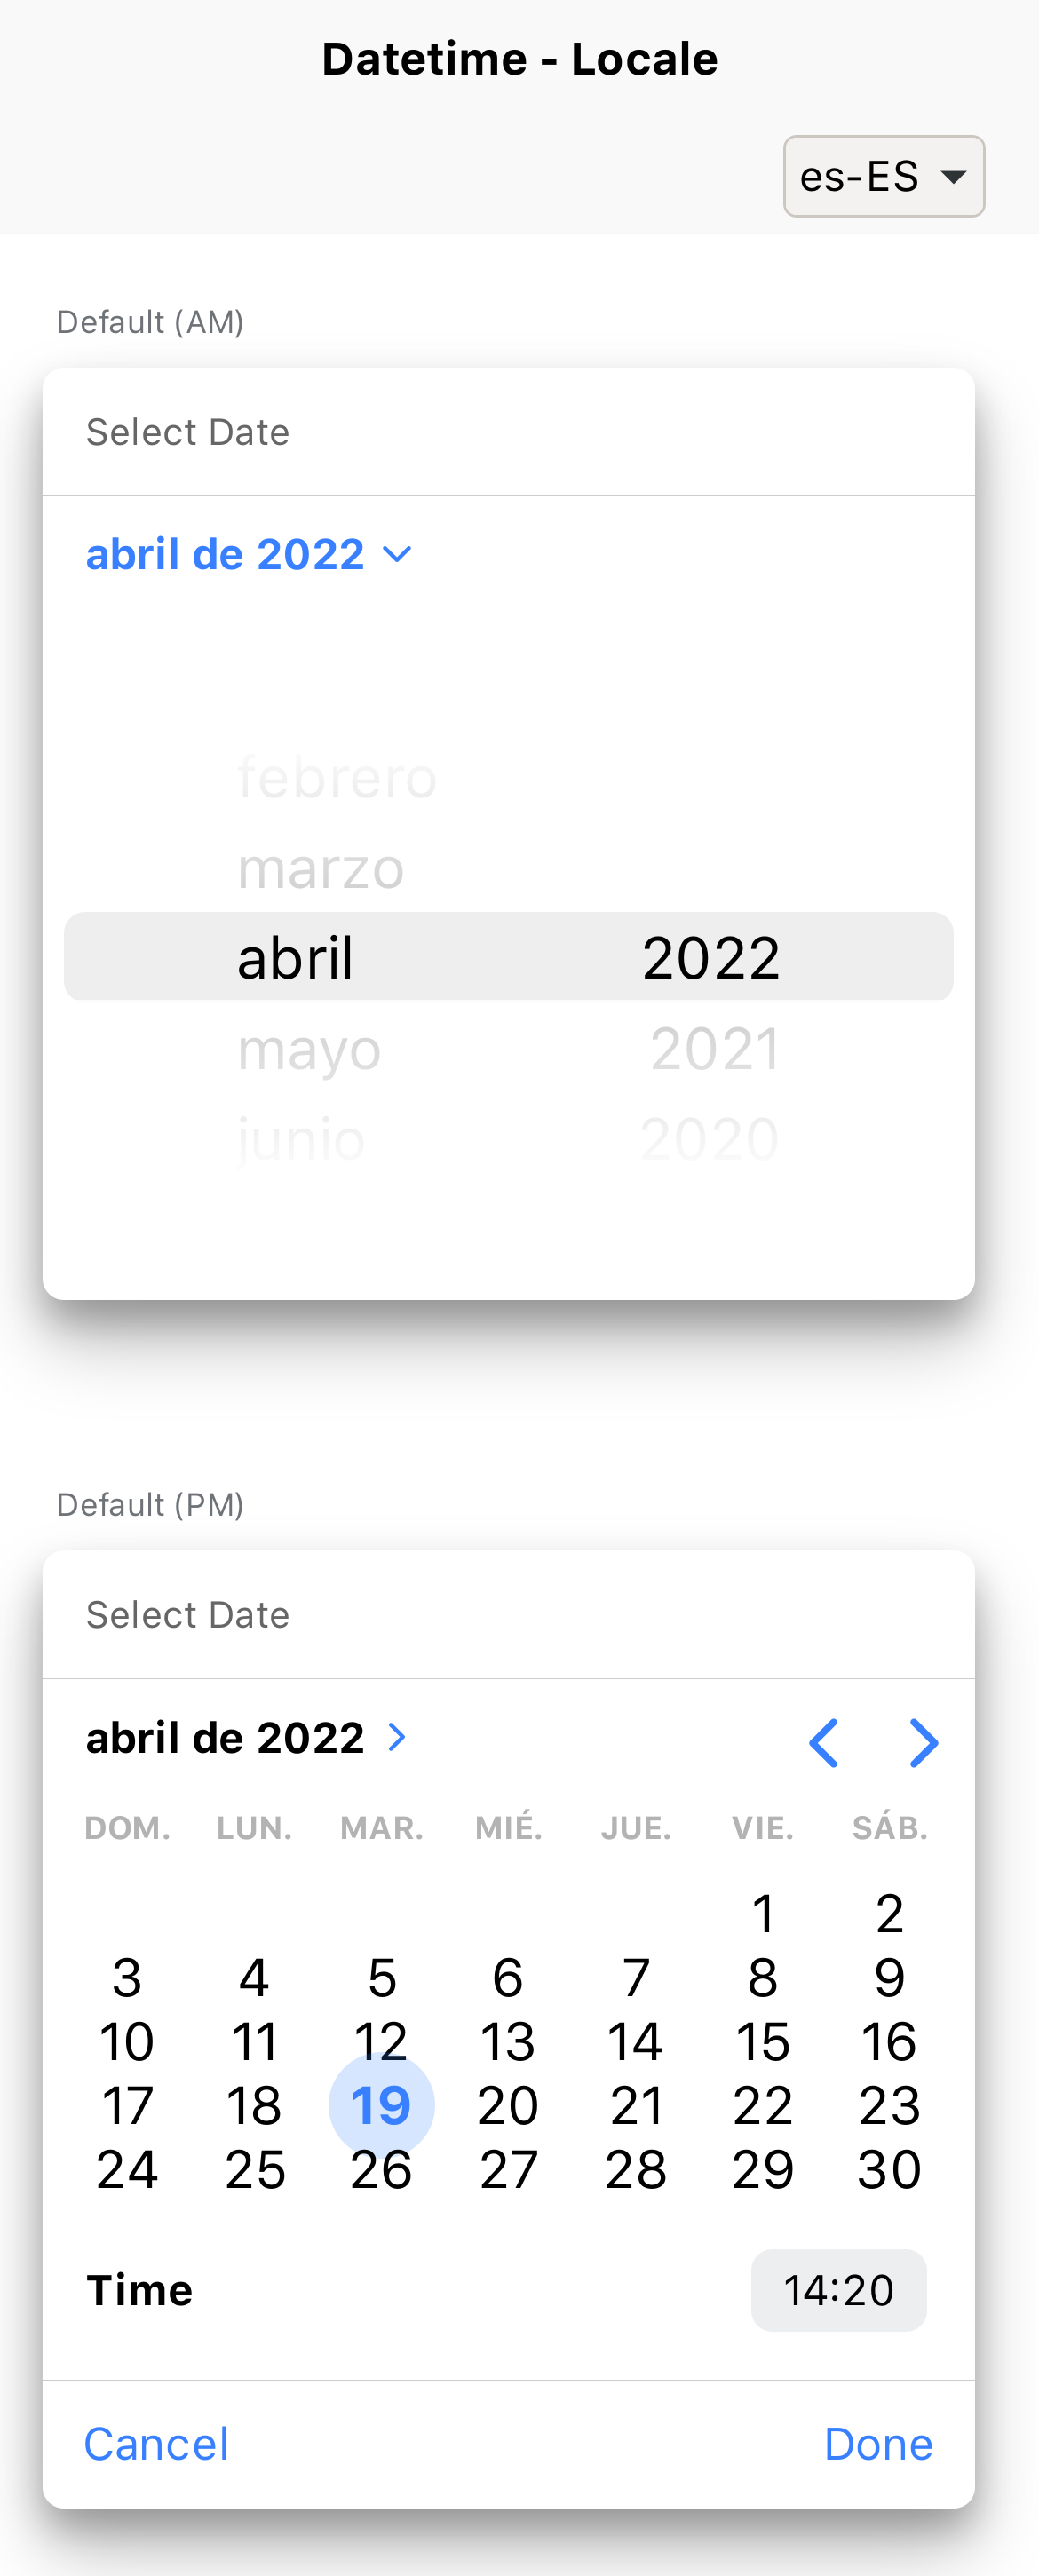 Datetime - Locale
es-ES
Default (AM)
Select Date
abril de 2022
febrero
marzo
abril 2022
mayo 2021
junio 2020
Default (PM)
Select Date
abril de 2022
DOM. LUN. MAR. MIÉ. JUE. VIE. SÁB.
1 2
3 4 5 6 7 8 9
10 11 12 13 14 15 16
17 18 19 20 21 22 23
24 25 26 27 28 29 30
Time 14:20
Cancel Done